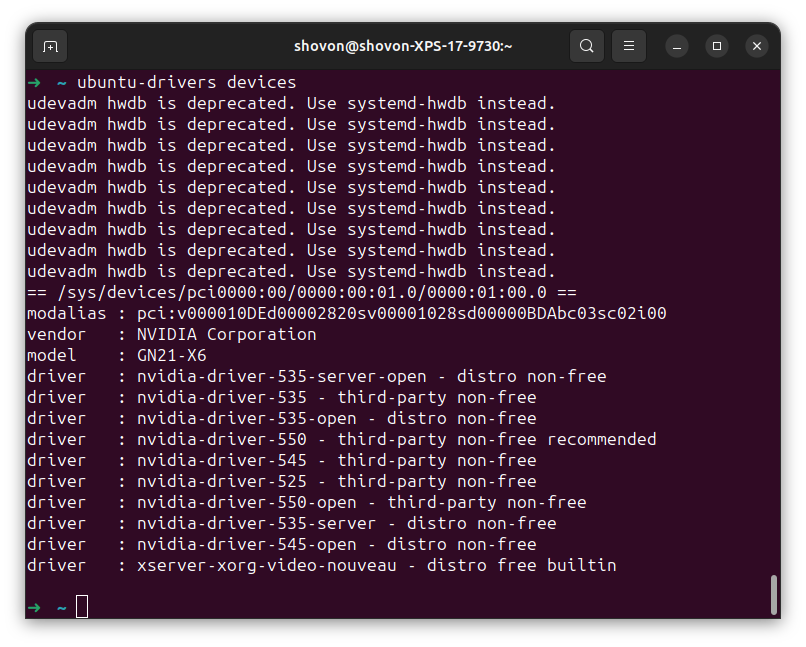 shovon@shovon-XPS-17-9730:~
➜ ~ ubuntu-drivers devices
udevadm hwdb is deprecated. Use systemd-hwdb instead.
udevadm hwdb is deprecated. Use systemd-hwdb instead.
udevadm hwdb is deprecated. Use systemd-hwdb instead.
udevadm hwdb is deprecated. Use systemd-hwdb instead.
udevadm hwdb is deprecated. Use systemd-hwdb instead.
udevadm hwdb is deprecated. Use systemd-hwdb instead.
udevadm hwdb is deprecated. Use systemd-hwdb instead.
udevadm hwdb is deprecated. Use systemd-hwdb instead.
udevadm hwdb is deprecated. Use systemd-hwdb instead.
== /sys/devices/pci0000:00/0000:00:01.0/0000:01:00.0 ==
modalias : pci:v000010DEd00002820sv00001028sd00000BDAbc03sc02i00
vendor   : NVIDIA Corporation
model    : GN21-X6
driver   : nvidia-driver-535-server-open - distro non-free
driver   : nvidia-driver-535 - third-party non-free
driver   : nvidia-driver-535-open - distro non-free
driver   : nvidia-driver-550 - third-party non-free recommended
driver   : nvidia-driver-545 - third-party non-free
driver   : nvidia-driver-525 - third-party non-free
driver   : nvidia-driver-550-open - third-party non-free
driver   : nvidia-driver-535-server - distro non-free
driver   : nvidia-driver-545-open - distro non-free
driver   : xserver-xorg-video-nouveau - distro free builtin
➜ ~